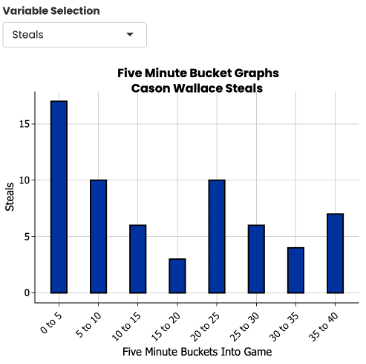 Variable Selection
Steals
Five Minute Bucket Graphs
Cason Wallace Steals
15
10
5
0
Steals
0 to 5
5 to 10
10 to 15
15 to 20
20 to 25
25 to 30
30 to 35
35 to 40
Five Minute Buckets Into Game